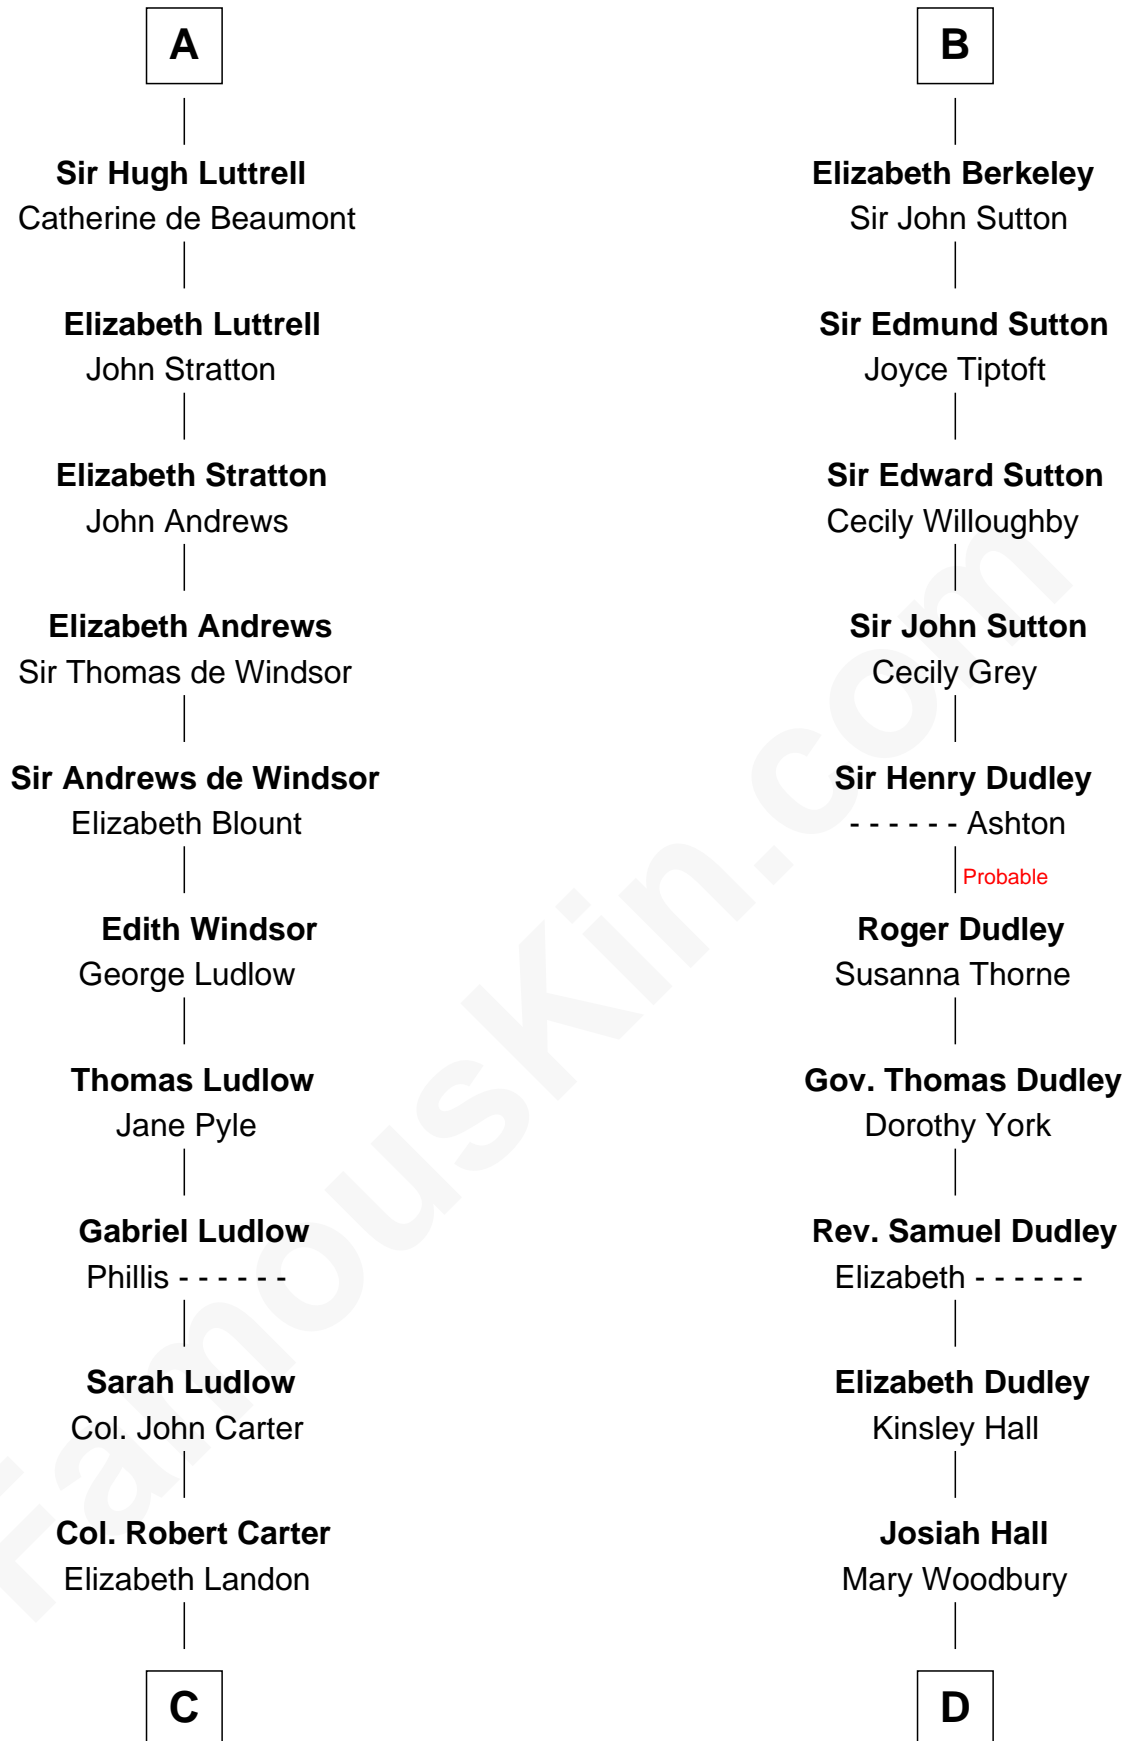 A
Sir Hugh Luttrell
Catherine de Beaumont
Elizabeth Luttrell
John Stratton
Elizabeth Stratton
John Andrews
Elizabeth Andrews
Sir Thomas de Windsor
Sir Andrews de Windsor
Elizabeth Blount
Edith Windsor
George Ludlow
Thomas Ludlow
Jane Pyle
Gabriel Ludlow
Phillis - - - - - -
Sarah Ludlow
Col. John Carter
Col. Robert Carter
Elizabeth Landon
C
B
Elizabeth Berkeley
Sir John Sutton
Sir Edmund Sutton
Joyce Tiptoft
Sir Edward Sutton
Cecily Willoughby
Sir John Sutton
Cecily Grey
Sir Henry Dudley
- - - - - - Ashton
Probable
Roger Dudley
Susanna Thorne
Gov. Thomas Dudley
Dorothy York
Rev. Samuel Dudley
Elizabeth - - - - - -
Elizabeth Dudley
Kinsley Hall
Josiah Hall
Mary Woodbury
D
FamousKin.com